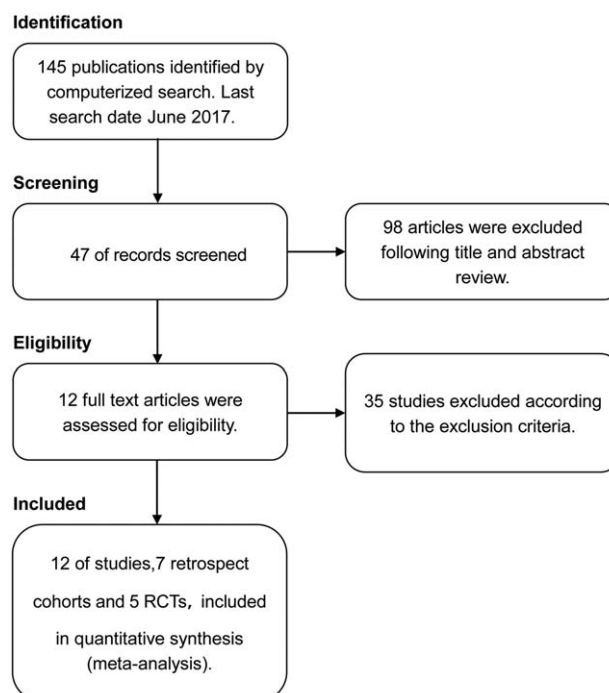 Identification
145 publications identified by
computerized search. Last
search date June 2017.
Screening
47 of records screened
98 articles were excluded
following title and abstract
review.
Eligibility
12 full text articles were
assessed for eligibility.
35 studies excluded according
to the exclusion criteria.
Included
12 of studies,7 retrospect
cohorts and 5 RCTs, included
in quantitative synthesis
(meta-analysis).